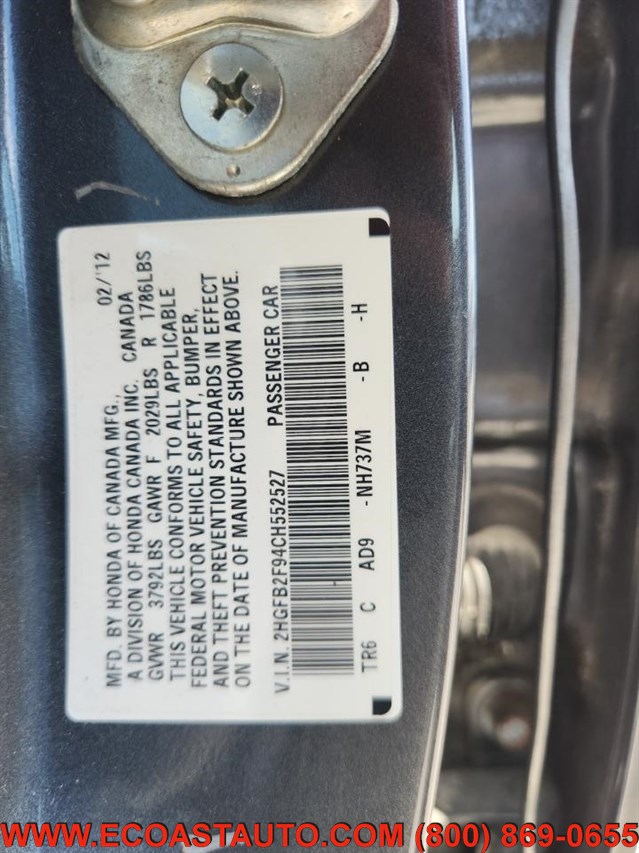 MFD. BY HONDA OF CANADA MFG., 02/'12
A DIVISION OF HONDA CANADA INC. CANADA
GVWR 3792LBS GAWR F 2029LBS R 1786LBS
THIS VEHICLE CONFORMS TO ALL APPLICABLE
FEDERAL MOTOR VEHICLE SAFETY, BUMPER,
AND THEFT PREVENTION STANDARDS IN EFFECT
ON THE DATE OF MANUFACTURE SHOWN ABOVE.
V.I.N. 2HGFB2F94CH552527 PASSENGER CAR
TR6 C AD9 -NH737M -B -H
WWW.ECOASTAUTO.COM (800) 869-0655